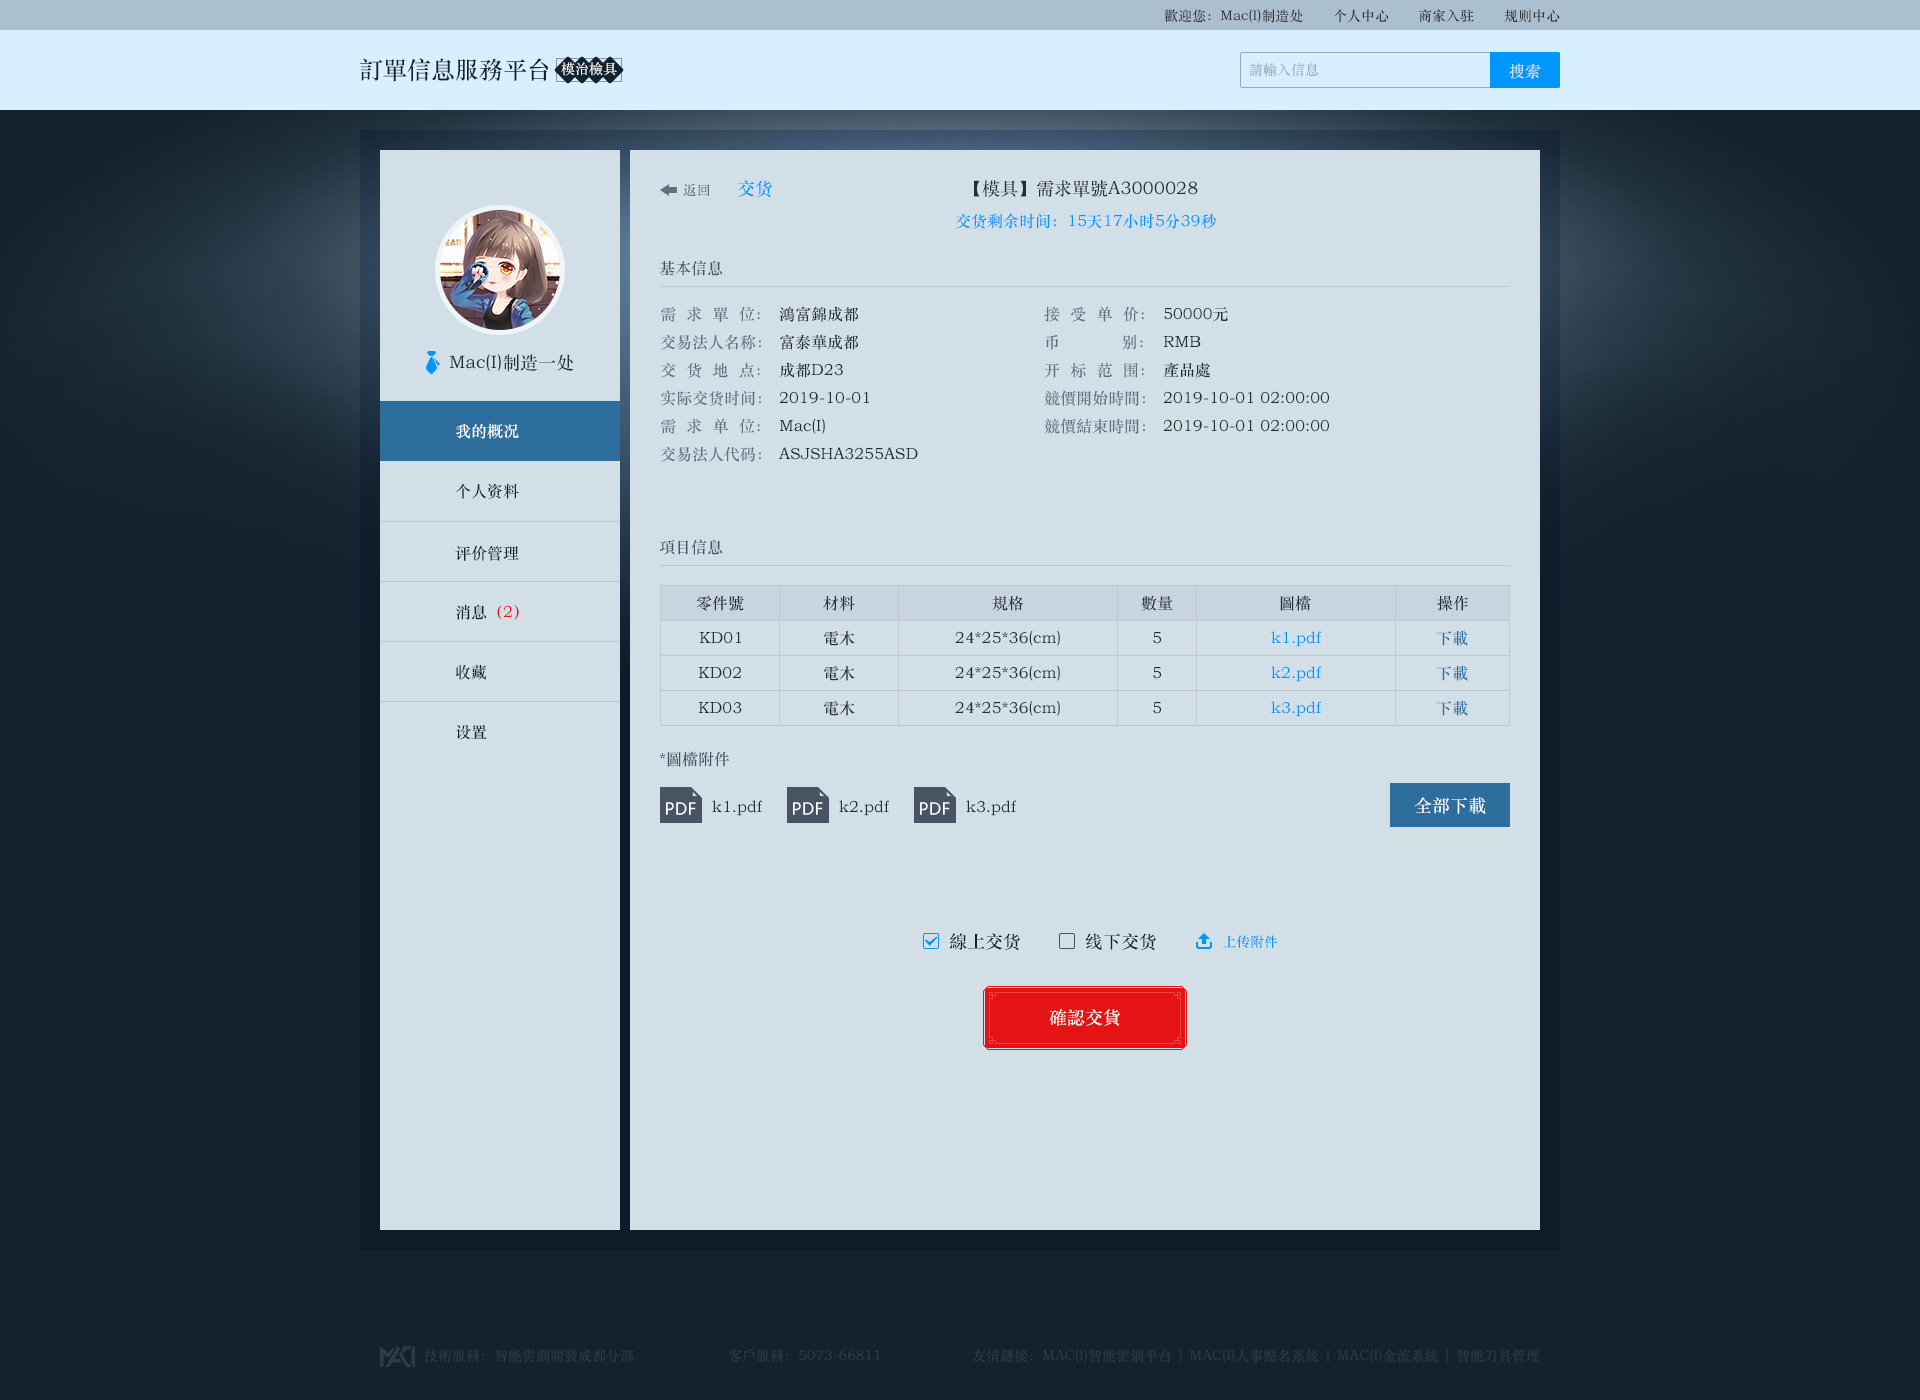 歡迎您：Mac(I)制造处 个人中心 商家入驻 规则中心
訂單信息服務平台 模治檢具
請輸入信息 搜索
返回 交货 【模具】需求單號A3000028
交货剩余时间：15天17小时5分39秒
EAR
Mac(I)制造一处
我的概况
个人资料
评价管理
消息（2）
收藏
设置
基本信息
需求單位： 鴻富錦成都 接受单价： 50000元
交易法人名称： 富泰華成都 币别： RMB
交货地点： 成都D23 开标范围： 產品處
实际交货时间： 2019-10-01 競價開始時間： 2019-10-01 02:00:00
需求单位： Mac(I) 競價結束時間： 2019-10-01 02:00:00
交易法人代码： ASJSHA3255ASD
項目信息
零件號 材料 規格 數量 圖檔 操作
KD01 電木 24*25*36(cm) 5 k1.pdf 下載
KD02 電木 24*25*36(cm) 5 k2.pdf 下載
KD03 電木 24*25*36(cm) 5 k3.pdf 下載
*圖檔附件
PDF k1.pdf PDF k2.pdf PDF k3.pdf 全部下載
線上交货 线下交货 上传附件
確認交貨
MAC 技術服務：智能雲網開發成都分部 客戶服務：5073-66811 友情鏈接：MAC(I)智能雲網平台 | MAC(I)人事點名系統 | MAC(I)金流系統 | 智能刀具管理